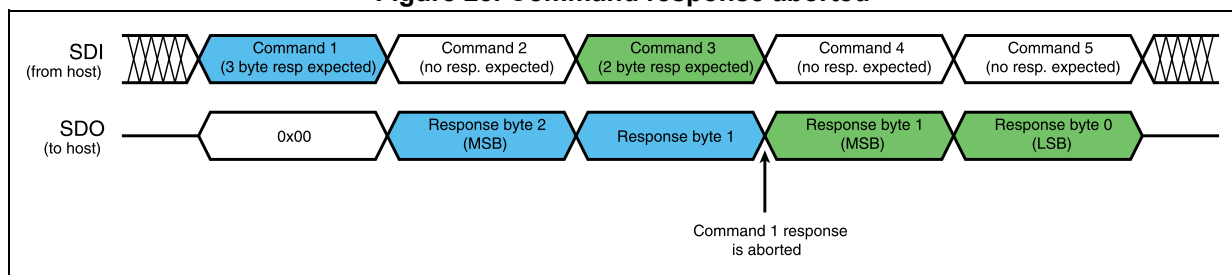 Figure Command response aborted
SDI
(from host)
Command 1
(3 byte resp expected)
Command 2
(no resp. expected)
Command 3
(2 byte resp expected)
Command 4
(no resp. expected)
Command 5
(no resp. expected)
SDO
(to host)
0x00
Response byte 2
(MSB)
Response byte 1
Response byte 1
(MSB)
Response byte 0
(LSB)
Command 1 response
is aborted